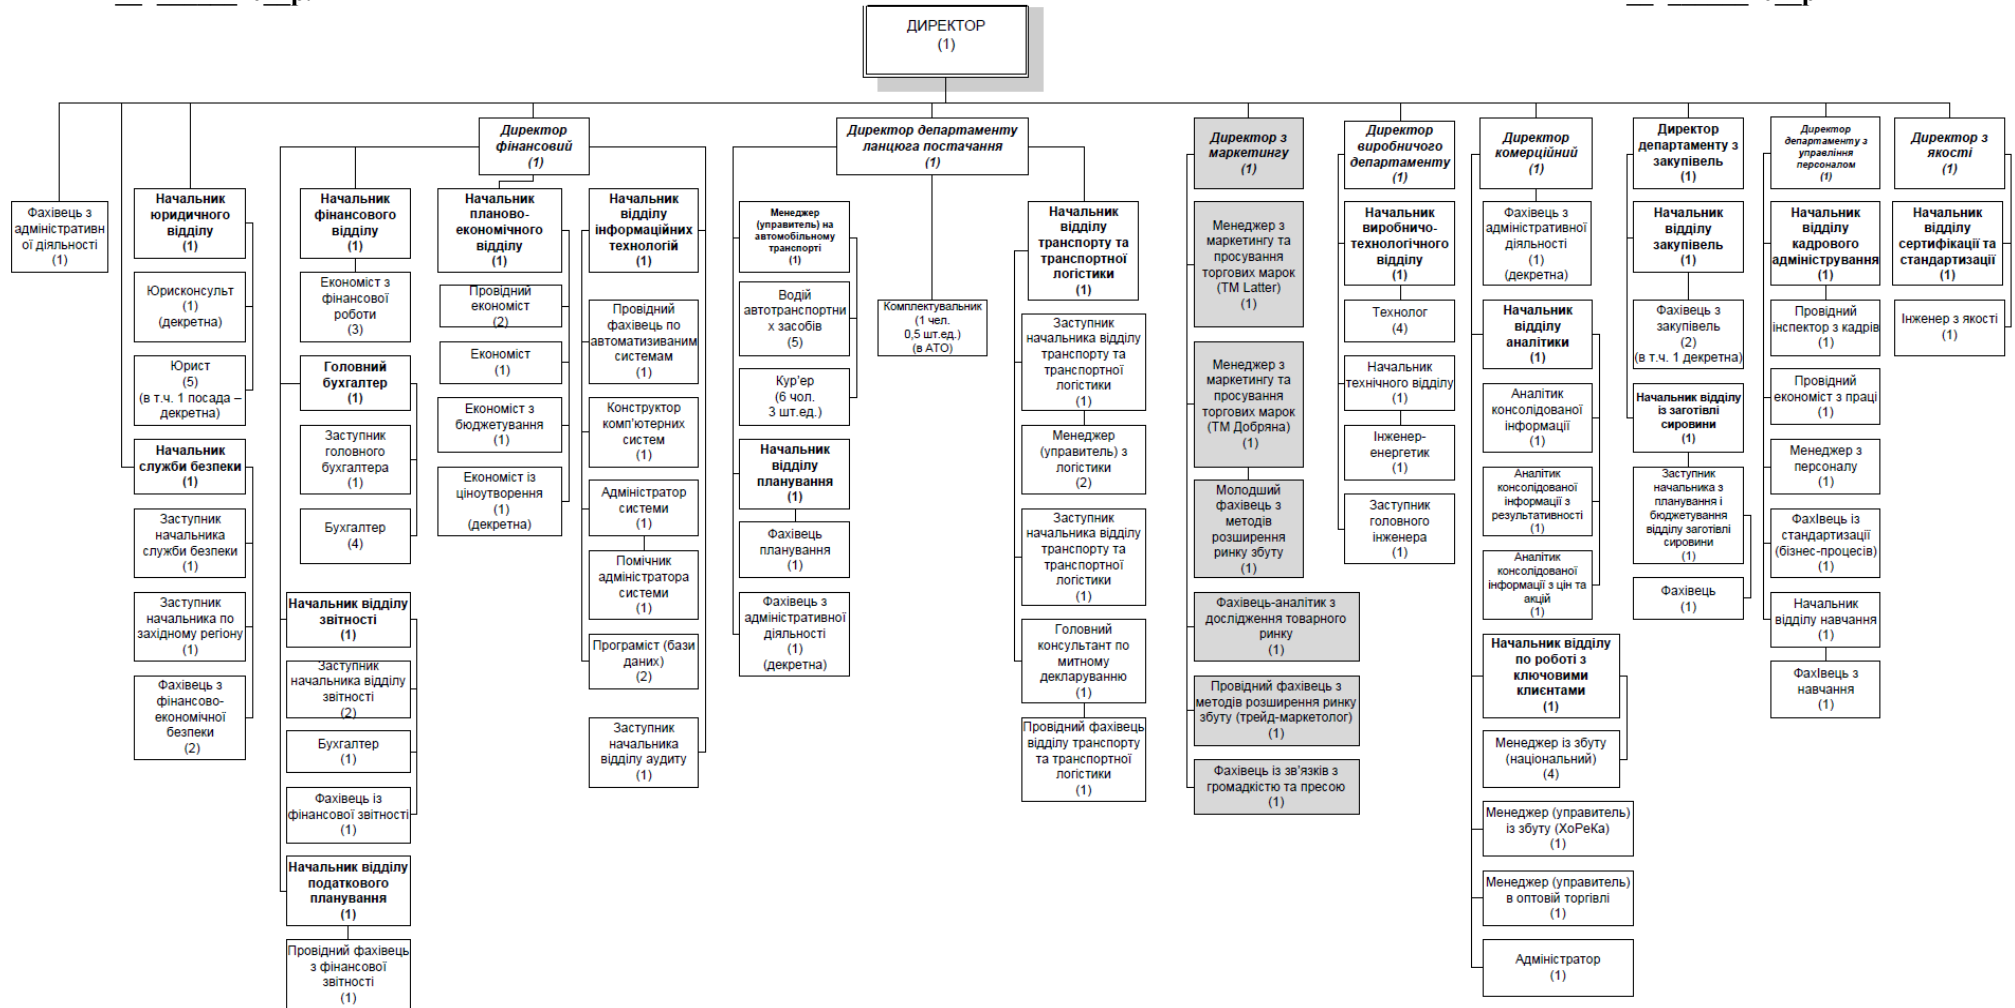 ДИРЕКТОР
(1)
Фахівець з
адміністративн
ої діяльності
(1)
Начальник
юридичного
відділу
(1)
Юрисконсульт
(1)
(декретна)
Юрист
(5)
(в т.ч. 1 посада –
декретна)
Начальник
служби безпеки
(1)
Заступник
начальника
служби безпеки
(1)
Заступник
начальника по
західному регіону
(1)
Фахівець з
фінансово-
економічної
безпеки
(2)
Директор
фінансовий
(1)
Начальник
фінансового
відділу
(1)
Економіст з
фінансової
роботи
(3)
Головний
бухгалтер
(1)
Заступник
головного
бухгалтера
(1)
Бухгалтер
(4)
Начальник відділу
звітності
(1)
Заступник
начальника відділу
звітності
(2)
Бухгалтер
(1)
Фахівець із
фінансової звітності
(1)
Начальник відділу
податкового
планування
(1)
Провідний фахівець
з фінансової
звітності
(1)
Начальник
планово-
економічного
відділу
(1)
Провідний
економіст
(2)
Економіст
(1)
Економіст з
бюджетування
(1)
Економіст із
ціноутворення
(1)
(декретна)
Начальник
відділу
інформаційних
технологій
(1)
Провідний
фахівець по
автоматизиваним
системам
(1)
Конструктор
комп'ютерних
систем
(1)
Адміністратор
системи
(1)
Помічник
адміністратора
системи
(1)
Програміст (бази
даних)
(2)
Заступник
начальника
відділу аудиту
(1)
Директор департаменту
ланцюга постачання
(1)
Менеджер
(управитель) на
автомобільному
транспорті
(1)
Водій
автотранспортни
х засобів
(5)
Кур'ер
(6 чол.
3 шт.ед.)
Начальник
відділу
планування
(1)
Фахівець
планування
(1)
Фахівець з
адміністративної
діяльності
(1)
(декретна)
Комплектувальник
(1 чел.
0,5 шт.ед.)
(в АТО)
Начальник
відділу
транспорту та
транспортної
логістики
(1)
Заступник
начальника відділу
транспорту та
транспортної
логістики
(1)
Менеджер
(управитель) з
логістики
(2)
Заступник
начальника відділу
транспорту та
транспортної
логістики
(1)
Головний
консультант по
митному
декларуванню
(1)
Провідний фахівець
відділу транспорту
та транспортної
логістики
(1)
Директор з
маркетингу
(1)
Менеджер з
маркетингу та
просування
торгових марок
(ТМ Latter)
(1)
Менеджер з
маркетингу та
просування
торгових марок
(ТМ Добряна)
(1)
Молодший
фахівець з
методів
розширення
ринку збуту
(1)
Фахівець-аналітик з
дослідження товарного
ринку
(1)
Провідний фахівець з
методів розширення ринку
збуту (трейд-маркетолог)
(1)
Фахівець із зв'язків з
громадкістю та пресою
(1)
Директор
виробничого
департаменту
(1)
Начальник
виробничо-
технологічного
відділу
(1)
Технолог
(4)
Начальник
технічного відділу
(1)
Інженер-
енергетик
(1)
Заступник
головного
інженера
(1)
Директор
комерційний
(1)
Фахівець з
адміністративної
діяльності
(1)
(декретна)
Начальник
відділу
аналітики
(1)
Аналітик
консолідованої
інформації
(1)
Аналітик
консолідованої
інформації з
результативності
(1)
Аналітик
консолідованої
інформації з цін та
акцій
(1)
Начальник відділу
по роботі з
ключовими
клиєнтами
(1)
Менеджер із збуту
(національний)
(4)
Менеджер (управитель)
із збуту (ХоРеКа)
(1)
Менеджер (управитель)
в оптовій торгівлі
(1)
Адміністратор
(1)
Директор
департаменту з
закупівель
(1)
Начальник
відділу
закупівель
(1)
Фахівець з
закупівель
(2)
(в т.ч. 1 декретна)
Начальник відділу
із заготівлі
сировини
(1)
Заступник
начальника з
планування і
бюджетування
відділу заготівлі
сировини
(1)
Фахівець
(1)
Директор
департаменту з
управління
персоналом
(1)
Начальник
відділу
кадрового
адміністрування
(1)
Провідний
інспектор з кадрів
(1)
Провідний
економіст з праці
(1)
Менеджер з
персоналу
(1)
Фахівець із
стандартизації
(бізнес-процесів)
(1)
Начальник
відділу навчання
(1)
Фахівець з
навчання
(1)
Директор з
якості
(1)
Начальник
відділу
сертифікації та
стандартизації
(1)
Інженер з якості
(1)